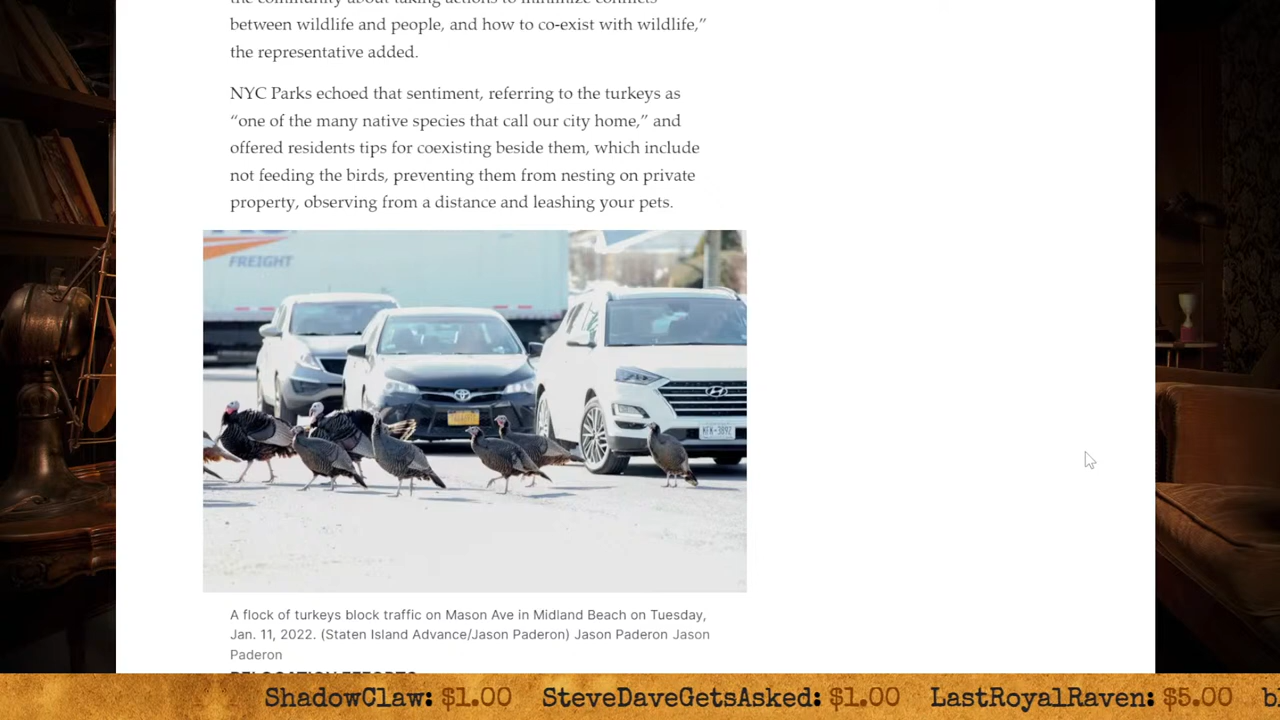 between wildlife and people, and how to co-exist with wildlife,”
the representative added.
NYC Parks echoed that sentiment, referring to the turkeys as
“one of the many native species that call our city home,” and
offered residents tips for coexisting beside them, which include
not feeding the birds, preventing them from nesting on private
property, observing from a distance and leashing your pets.
FREIGHT
A flock of turkeys block traffic on Mason Ave in Midland Beach on Tuesday,
Jan. 11, 2022. (Staten Island Advance/Jason Paderon) Jason Paderon Jason
Paderon
ShadowClaw: $1.00 SteveDaveGetsAsked: $1.00 LastRoyalRaven: $5.00